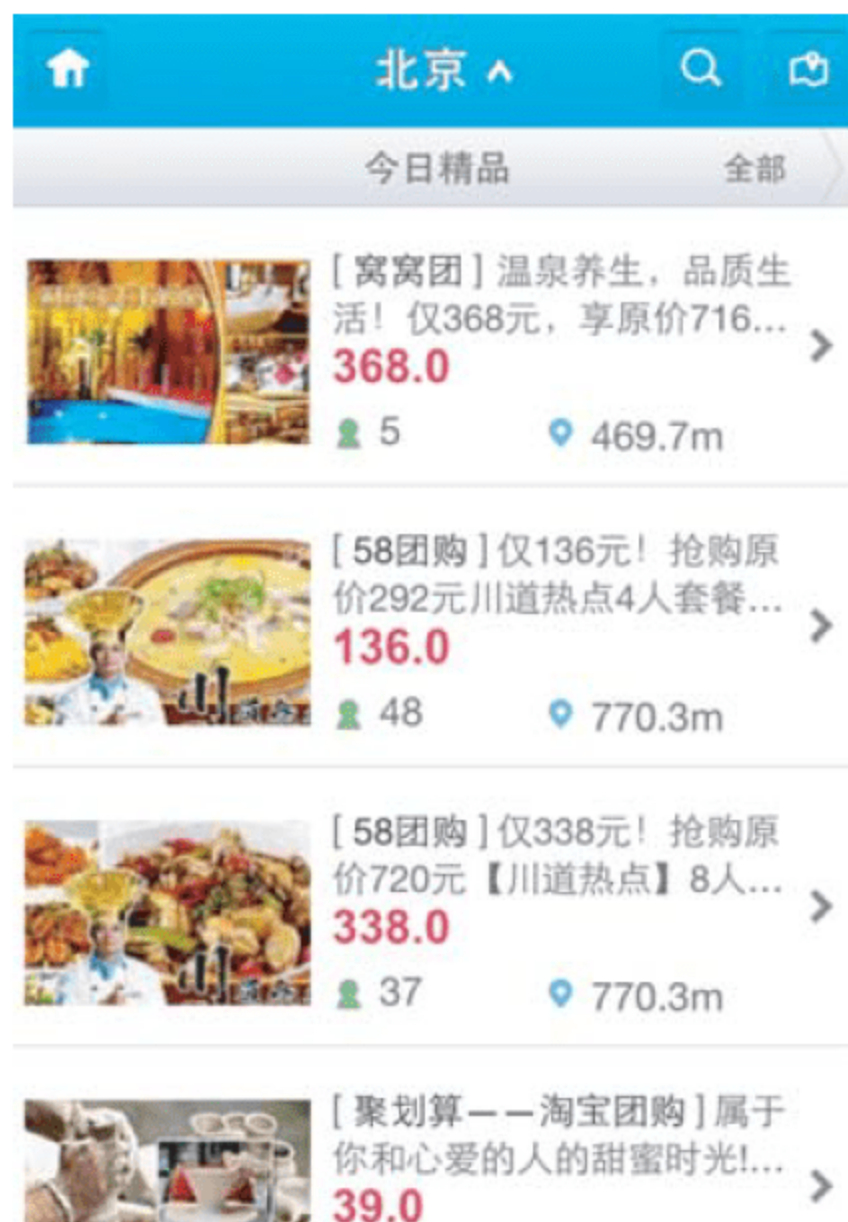 北京
今日精品
全部
[窝窝团]温泉养生，品质生
活！仅368元，享原价716...
368.0
5
469.7m
[58团购]仅136元！抢购原
价292元川道热点4人套餐...
136.0
48
770.3m
[58团购]仅338元！抢购原
价720元【川道热点】8人...
338.0
37
770.3m
[聚划算——淘宝团购]属于
你和心爱的人的甜蜜时光!...
39.0